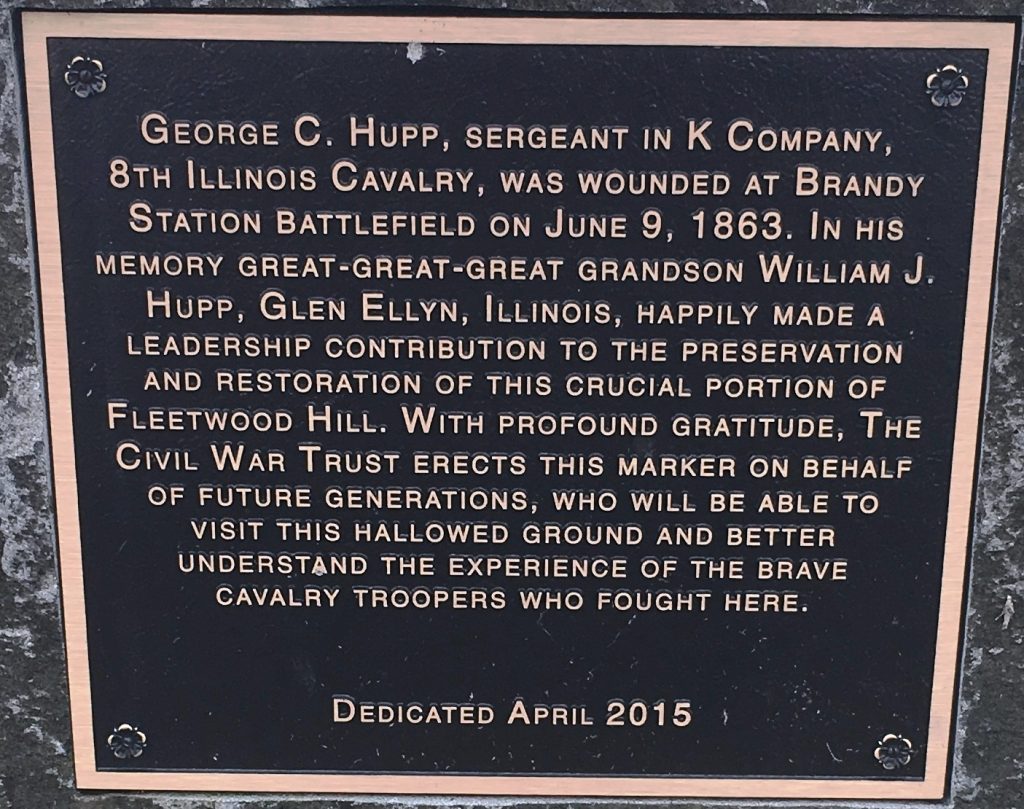 George C. Hupp, sergeant in K Company,
8th Illinois Cavalry, was wounded at Brandy
Station battlefield on June 9, 1863. In his
memory great-great-great grandson William J.
Hupp, Glen Ellyn, Illinois, happily made a
leadership contribution to the preservation
and restoration of this crucial portion of
Fleetwood Hill. With profound gratitude, The
Civil War Trust erects this marker on behalf
of future generations, who will be able to
visit this hallowed ground and better
understand the experience of the brave
cavalry troopers who fought here.
Dedicated April 2015